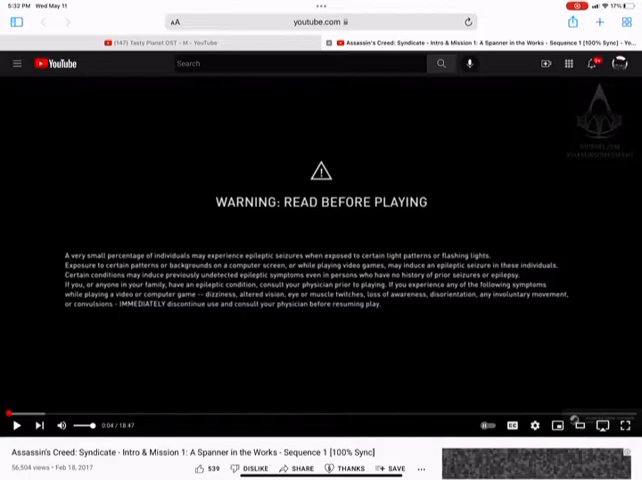 5:32 PM Wed May 11
17%
AA
youtube.com
(147) Tasty Planet OST - M - YouTube
Assassin's Creed: Syndicate - Intro & Mission 1: A Spanner in the Works - Sequence 1 [100% Sync] - Yo...
YouTube
Search
9+
WARNING: READ BEFORE PLAYING
A very small percentage of individuals may experience epileptic seizures when exposed to certain light patterns or flashing lights.
Exposure to certain patterns or backgrounds on a computer screen, or while playing video games, may induce an epileptic seizure in these individuals.
Certain conditions may induce previously undetected epileptic symptoms even in persons who have no history of prior seizures or epilepsy.
If you, or anyone in your family, have an epileptic condition, consult your physician prior to playing. If you experience any of the following symptoms
while playing a video or computer game -- dizziness, altered vision, eye or muscle twitches, loss of awareness, disorientation, any involuntary movement,
or convulsions - IMMEDIATELY discontinue use and consult your physician before resuming play.
0:04 / 18:47
CC
Assassin's Creed: Syndicate - Intro & Mission 1: A Spanner in the Works - Sequence 1 [100% Sync]
56,504 views • Feb 18, 2017
539
DISLIKE
SHARE
THANKS
SAVE